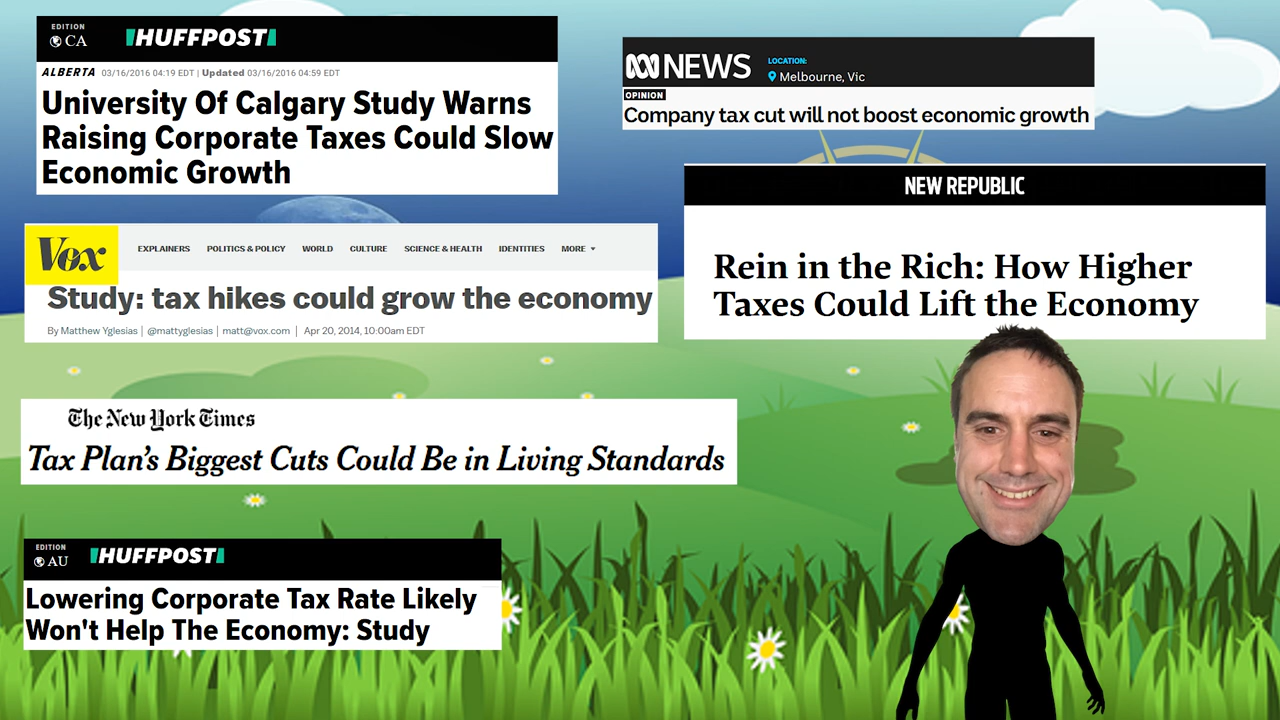 EDITION
CA
HUFFPOST
ALBERTA 03/16/2016 04:19 EDT | Updated 03/16/2016 04:59 EDT
University Of Calgary Study Warns
Raising Corporate Taxes Could Slow
Economic Growth
NEWS
LOCATION:
Melbourne, Vic
OPINION
Company tax cut will not boost economic growth
Vox
EXPLAINERS POLITICS & POLICY WORLD CULTURE SCIENCE & HEALTH IDENTITIES MORE
Study: tax hikes could grow the economy
By Matthew Yglesias | @mattyglesias | matt@vox.com | Apr 20, 2014, 10:00am EDT
NEW REPUBLIC
Rein in the Rich: How Higher
Taxes Could Lift the Economy
The New York Times
Tax Plan's Biggest Cuts Could Be in Living Standards
EDITION
AU
HUFFPOST
Lowering Corporate Tax Rate Likely
Won't Help The Economy: Study